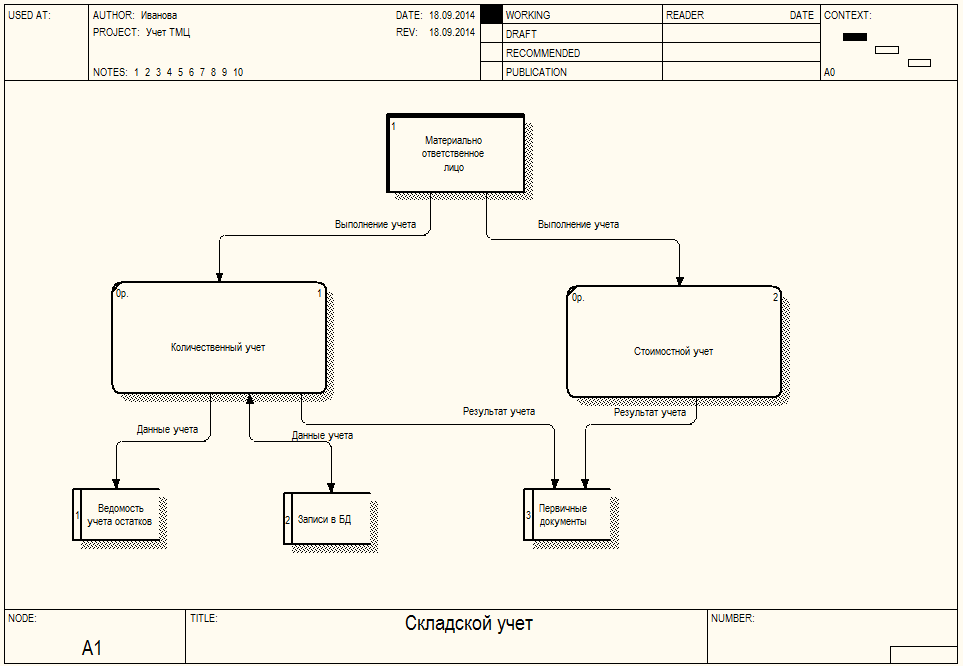 USED AT:
AUTHOR: Иванова
DATE: 18.09.2014
WORKING
READER
DATE
CONTEXT:
PROJECT: Учет ТМЦ
REV: 18.09.2014
DRAFT
RECOMMENDED
NOTES: 1 2 3 4 5 6 7 8 9 10
PUBLICATION
A0
1
Материально
ответственное
лицо
Выполнение учета
Выполнение учета
0р.
1
Количественный учет
0р.
2
Стоимостной учет
Данные учета
Данные учета
Результат учета
Результат учета
1
Ведомость
учета остатков
2
Записи в БД
3
Первичные
документы
NODE:
A1
TITLE:
Складской учет
NUMBER: